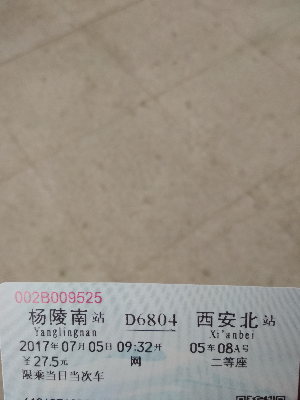 002B009525
杨陵南站 D6804 西安北站
Yanglingnan Xi'anbei
2017年07月05日09:32开 05车08A号
¥27.5元 网 二等座
限乘当日当次车